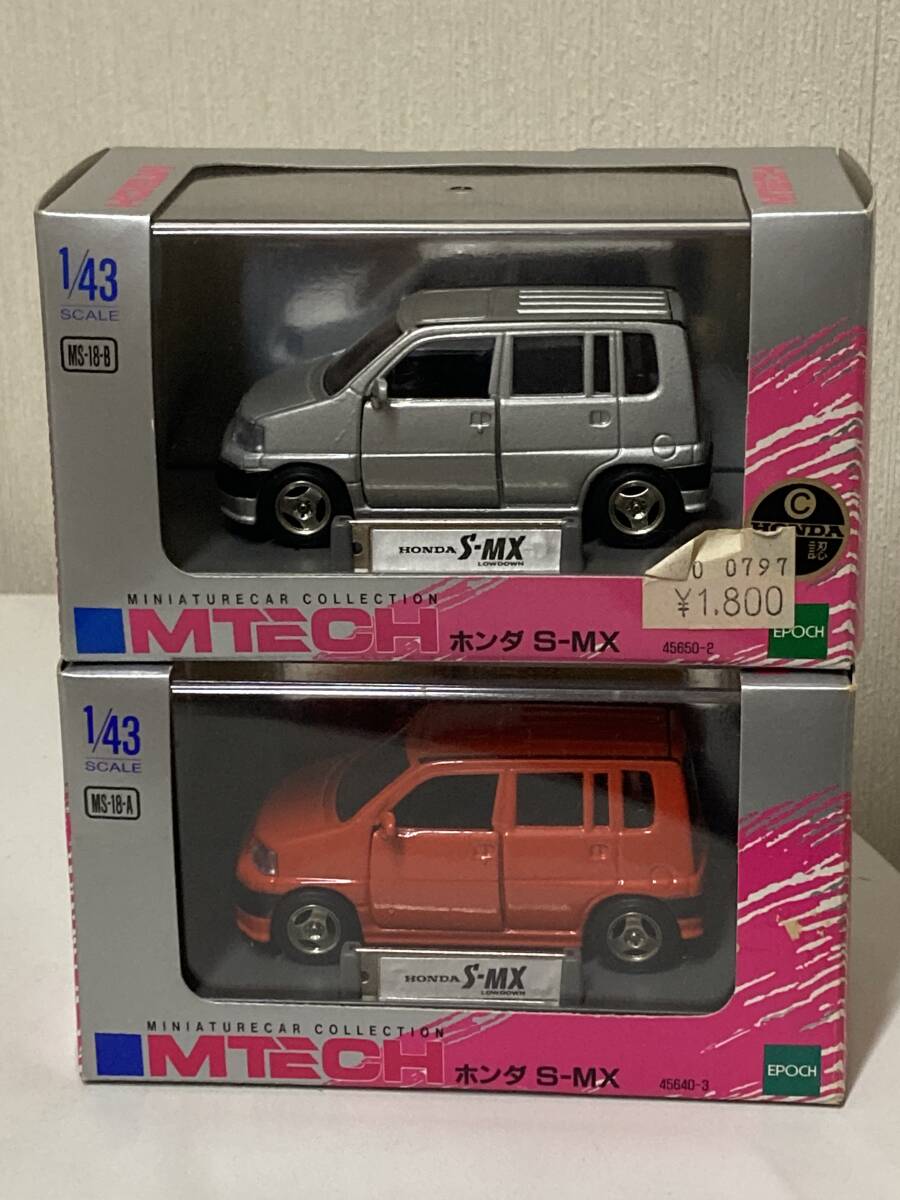 1/43
SCALE
MS-18-B
C
HONDA
認
HONDA S-MX
LOWDOWN
0 0797
¥1.800
MINIATURECAR COLLECTION
MTECH ホンダ S-MX
45650-2
EPOCH
1/43
SCALE
MS-18-A
HONDA S-MX
LOWDOWN
MINIATURECAR COLLECTION
MTECH ホンダ S-MX
45640-3
EPOCH